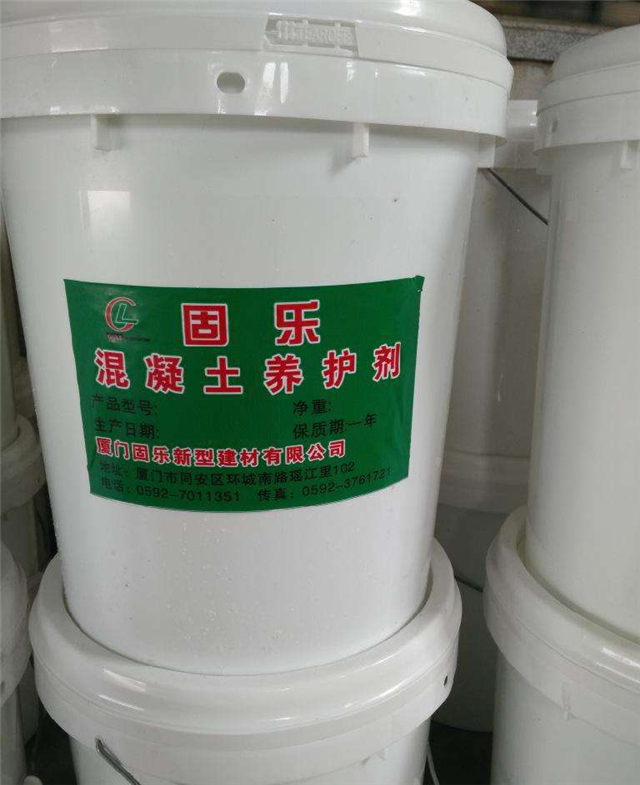 固乐
混凝土养护剂
产品型号: 净重:
生产日期: 保质期:一年
厦门固乐新型建材有限公司
地址: 厦门市同安区环城南路瑶江里102
电话: 0592-7011351 传真: 0592-3761721